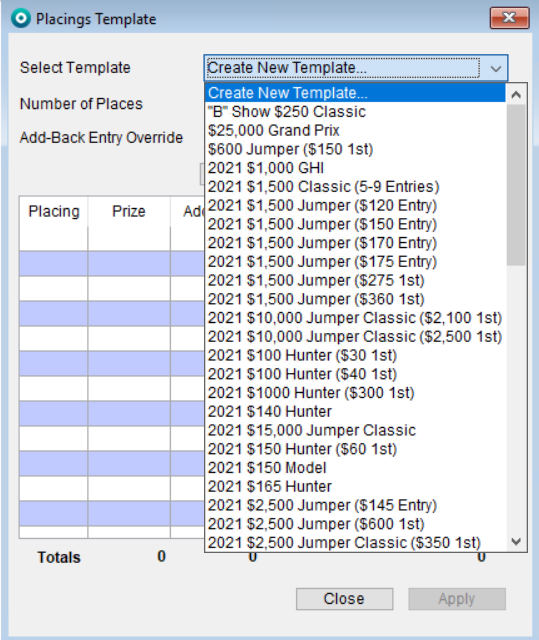 Placings Template
Select Template
Create New Template...
Number of Places
Add-Back Entry Override
Create New Template...
"B" Show $250 Classic
$25,000 Grand Prix
$600 Jumper ($150 1st)
2021 $1,000 GHI
2021 $1,500 Classic (5-9 Entries)
2021 $1,500 Jumper ($120 Entry)
2021 $1,500 Jumper ($150 Entry)
2021 $1,500 Jumper ($170 Entry)
2021 $1,500 Jumper ($175 Entry)
2021 $1,500 Jumper ($275 1st)
2021 $1,500 Jumper ($360 1st)
2021 $10,000 Jumper Classic ($2,100 1st)
2021 $10,000 Jumper Classic ($2,500 1st)
2021 $100 Hunter ($30 1st)
2021 $100 Hunter ($40 1st)
2021 $1000 Hunter ($300 1st)
2021 $140 Hunter
2021 $15,000 Jumper Classic
2021 $150 Hunter ($60 1st)
2021 $150 Model
2021 $165 Hunter
2021 $2,500 Jumper ($145 Entry)
2021 $2,500 Jumper ($600 1st)
2021 $2,500 Jumper Classic ($350 1st)
Placing Prize
Totals 0 0 0
Close Apply